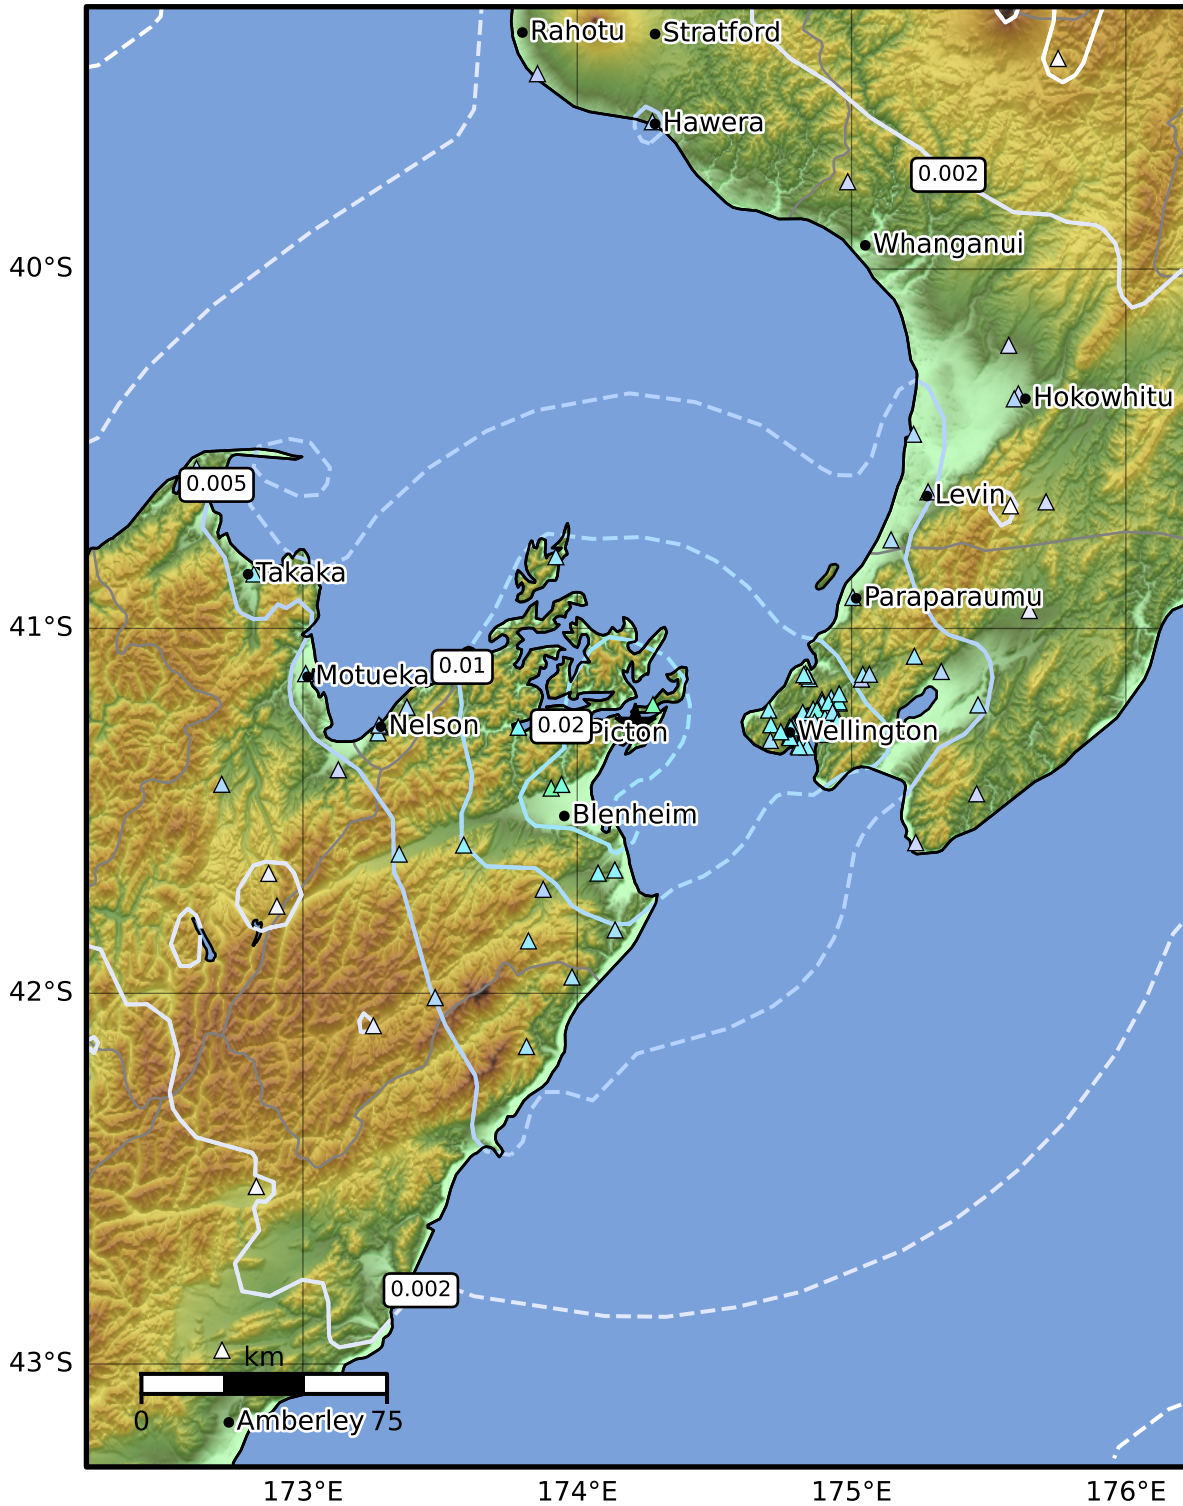 Rahotu
Stratford
Hawera
0.002
Whanganui
40°S
Hokowhitu
0.005
Levin
Takaka
Paraparaumu
41°S
0.01
Motueka
Nelson
0.02
Picton
Wellington
Blenheim
42°S
0.002
43°S
km
0
75
Amberley
173°E
174°E
175°E
176°E